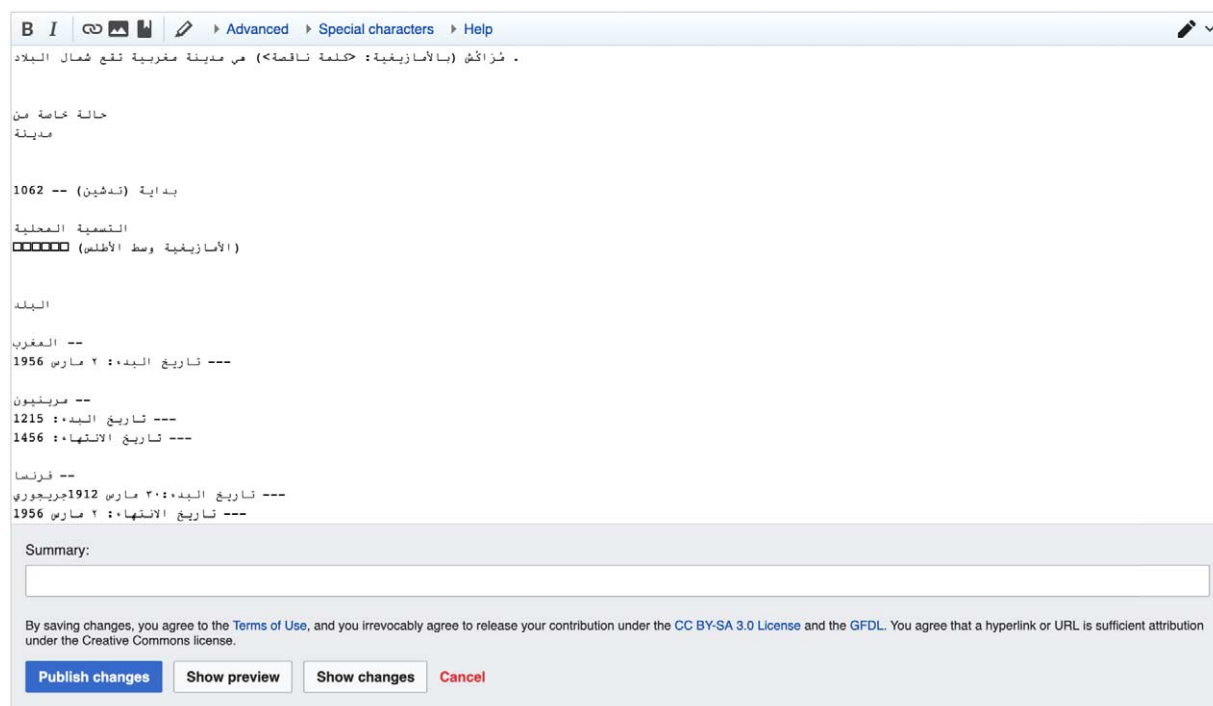 B I Advanced Special characters Help
. مُرَاكُش (بالأمازيغية: <كلمة ناقصة>) هي مدينة مغربية تقع شمال البلاد
حالة خاصة من
مدينة
بداية (تدشين) -- 1062
التسمية المحلية
(الأمازيغية وسط الأطلس) □□□□□□
البلد
-- المغرب
--- تاريخ البدء: ٢ مارس 1956
-- مرينيون
--- تاريخ البدء: 1215
--- تاريخ الانتهاء: 1456
-- فرنسا
--- تاريخ البدء:٣٠ مارس 1912جريجوري
--- تاريخ الانتهاء: ٢ مارس 1956
Summary:
By saving changes, you agree to the Terms of Use, and you irrevocably agree to release your contribution under the CC BY-SA 3.0 License and the GFDL. You agree that a hyperlink or URL is sufficient attribution
under the Creative Commons license.
Publish changes Show preview Show changes Cancel